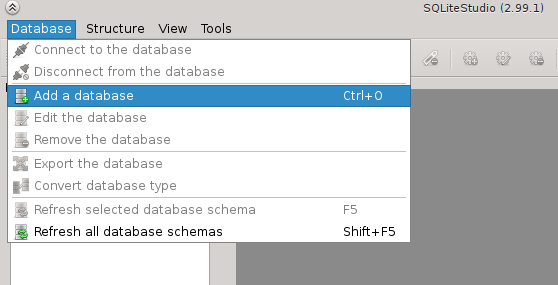 SQLiteStudio (2.99.1)
Database Structure View Tools
Connect to the database
Disconnect from the database
Add a database Ctrl+O
Edit the database
Remove the database
Export the database
Convert database type
Refresh selected database schema F5
Refresh all database schemas Shift+F5